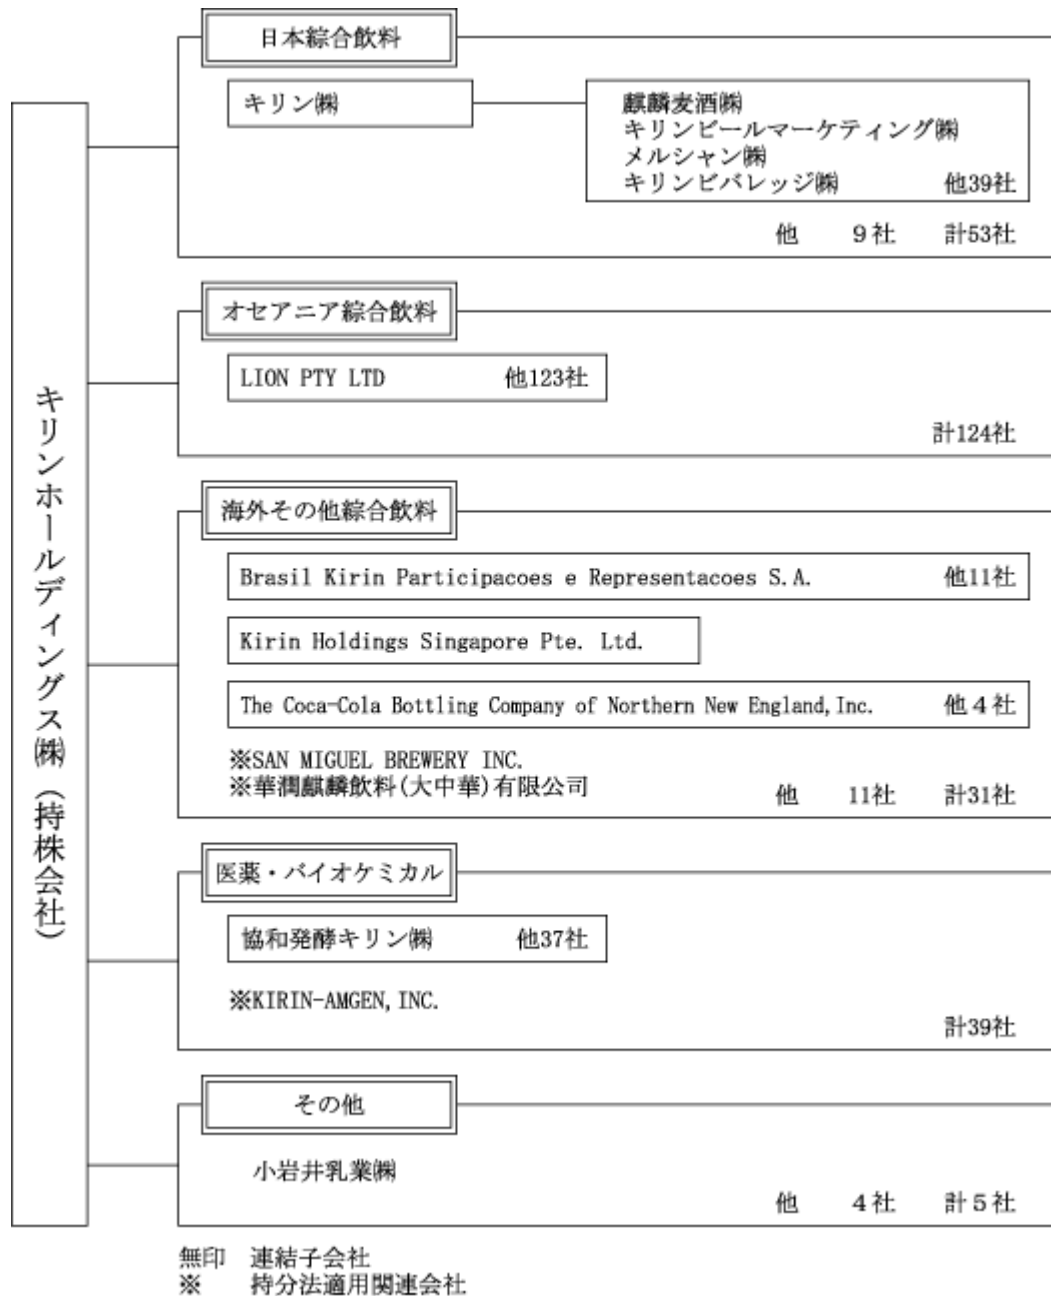 キリンホールディングス㈱（持株会社）
日本綜合飲料
キリン㈱
麒麟麦酒㈱
キリンビールマーケティング㈱
メルシャン㈱
キリンビバレッジ㈱ 他39社
他 9社 計53社
オセアニア綜合飲料
LION PTY LTD 他123社
計124社
海外その他綜合飲料
Brasil Kirin Participacoes e Representacoes S.A. 他11社
Kirin Holdings Singapore Pte. Ltd.
The Coca-Cola Bottling Company of Northern New England,Inc. 他4社
※SAN MIGUEL BREWERY INC.
※華潤麒麟飲料(大中華)有限公司
他 11社 計31社
医薬・バイオケミカル
協和発酵キリン㈱ 他37社
※KIRIN-AMGEN,INC.
計39社
その他
小岩井乳業㈱
他 4社 計5社
無印 連結子会社
※ 持分法適用関連会社